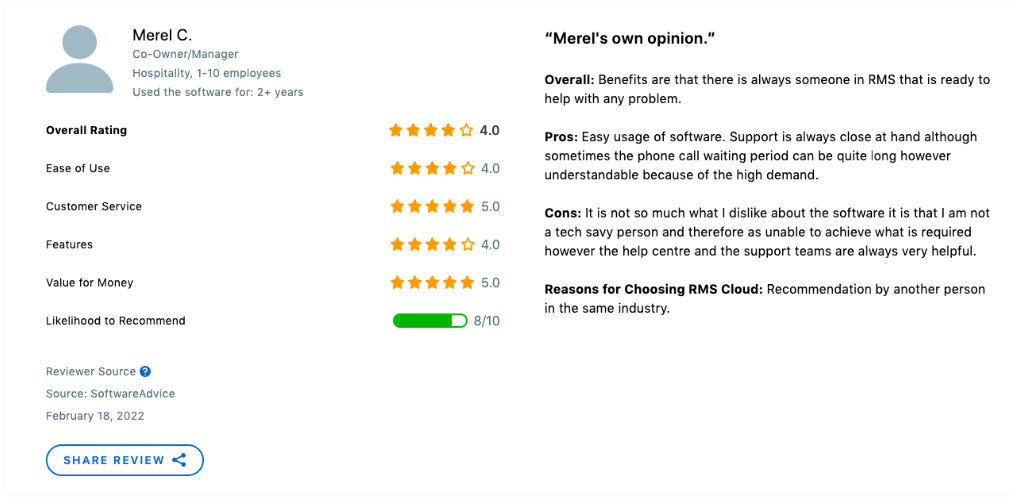 Merel C.
Co-Owner/Manager
Hospitality, 1-10 employees
Used the software for: 2+ years
Overall Rating 4.0
Ease of Use 4.0
Customer Service 5.0
Features 4.0
Value for Money 5.0
Likelihood to Recommend 8/10
Reviewer Source ?
Source: SoftwareAdvice
February 18, 2022
SHARE REVIEW
“Merel's own opinion.”
Overall: Benefits are that there is always someone in RMS that is ready to
help with any problem.
Pros: Easy usage of software. Support is always close at hand although
sometimes the phone call waiting period can be quite long however
understandable because of the high demand.
Cons: It is not so much what I dislike about the software it is that I am not
a tech savy person and therefore as unable to achieve what is required
however the help centre and the support teams are always very helpful.
Reasons for Choosing RMS Cloud: Recommendation by another person
in the same industry.